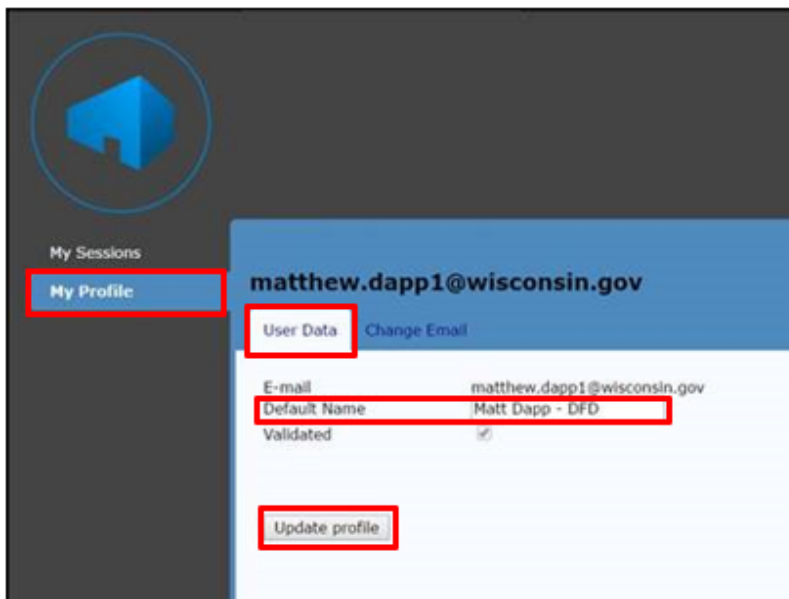 My Sessions
My Profile
matthew.dapp1@wisconsin.gov
User Data Change Email
E-mail matthew.dapp1@wisconsin.gov
Default Name Matt Dapp - DFD
Validated
Update profile